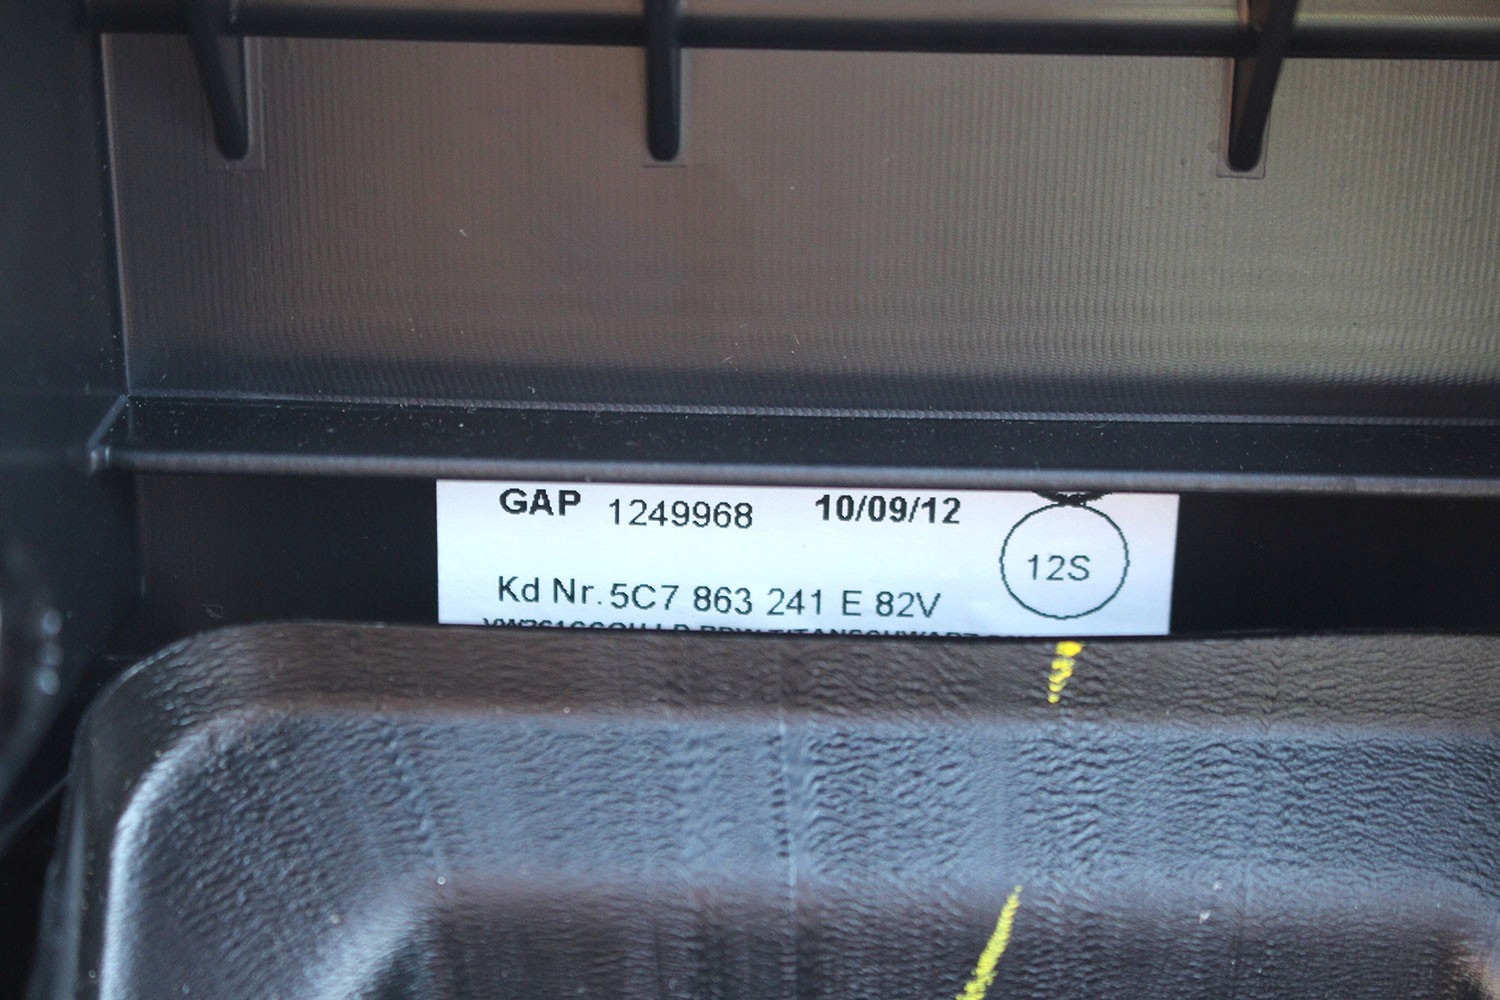 GAP 1249968 10/09/12
12S
Kd Nr. 5C7 863 241 E 82V